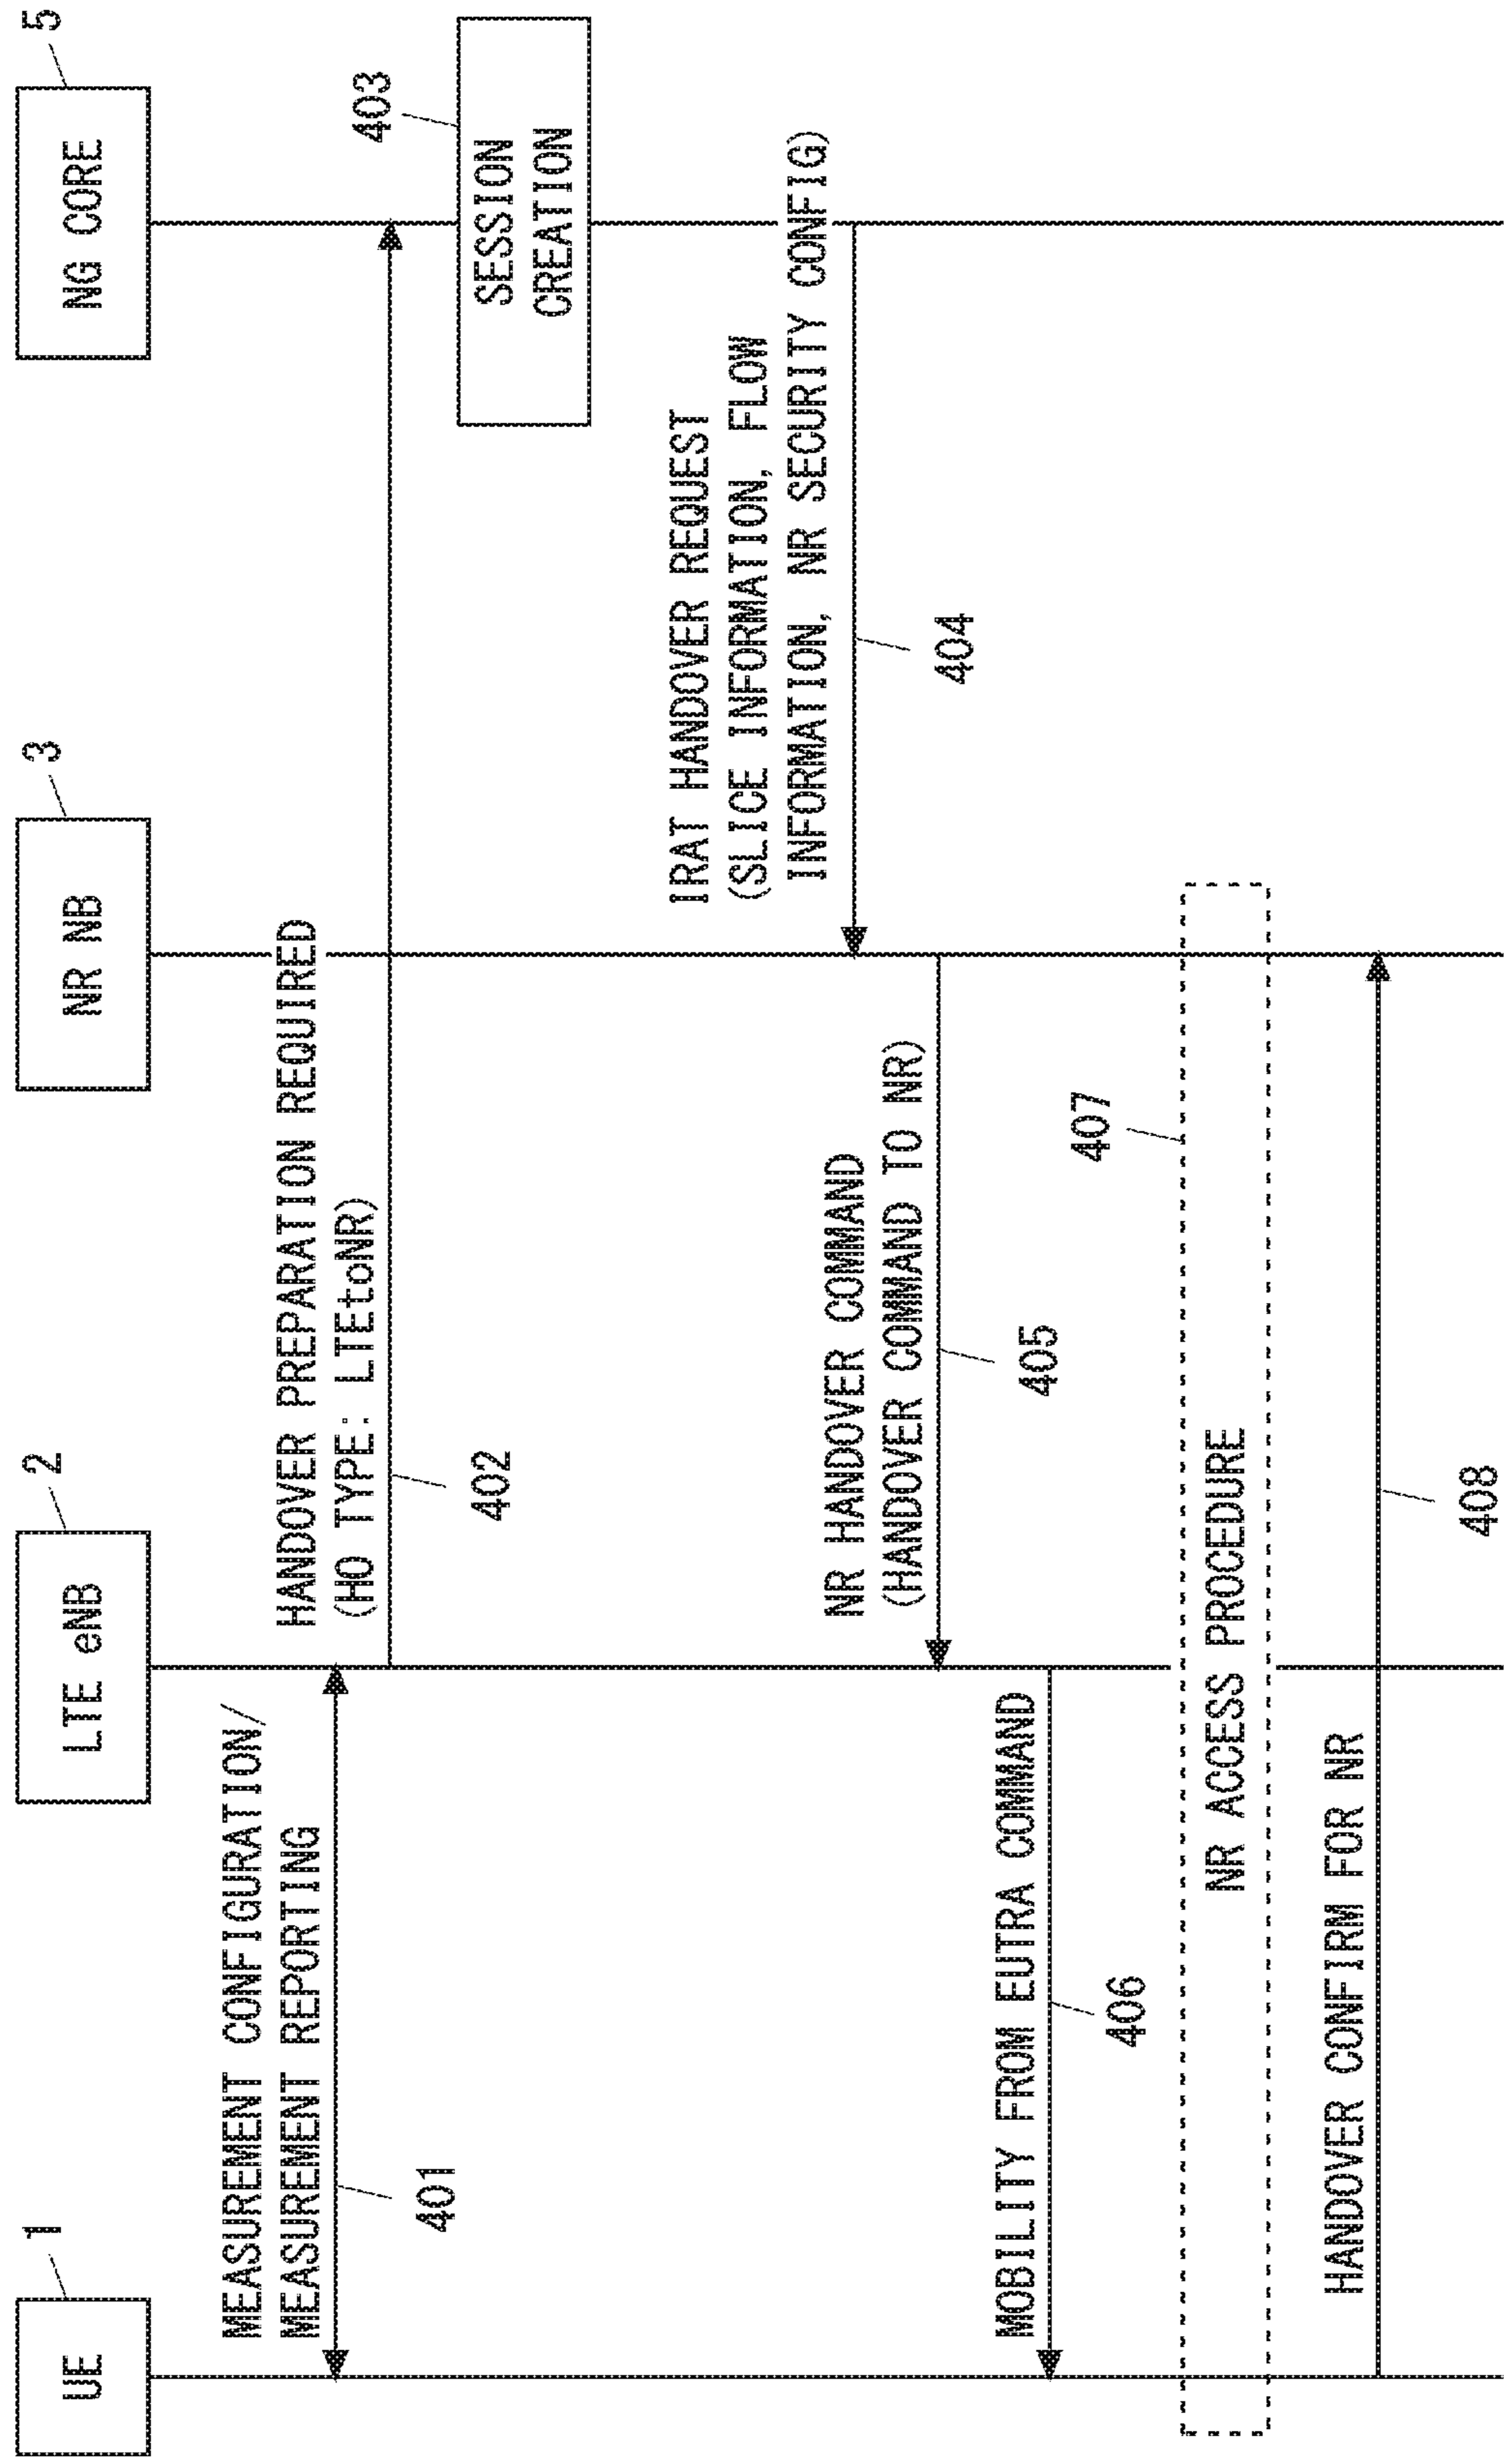 1
UE
2
LTE eNB
3
NR NB
5
NG CORE
MEASUREMENT CONFIGURATION/
MEASUREMENT REPORTING
401
HANDOVER PREPARATION REQUIRED
(HO TYPE: LTEtoNR)
402
403
SESSION
CREATION
IRAT HANDOVER REQUEST
(SLICE INFORMATION, FLOW
INFORMATION, NR SECURITY CONFIG)
404
NR HANDOVER COMMAND
(HANDOVER COMMAND TO NR)
405
MOBILITY FROM EUTRA COMMAND
406
407
NR ACCESS PROCEDURE
HANDOVER CONFIRM FOR NR
408